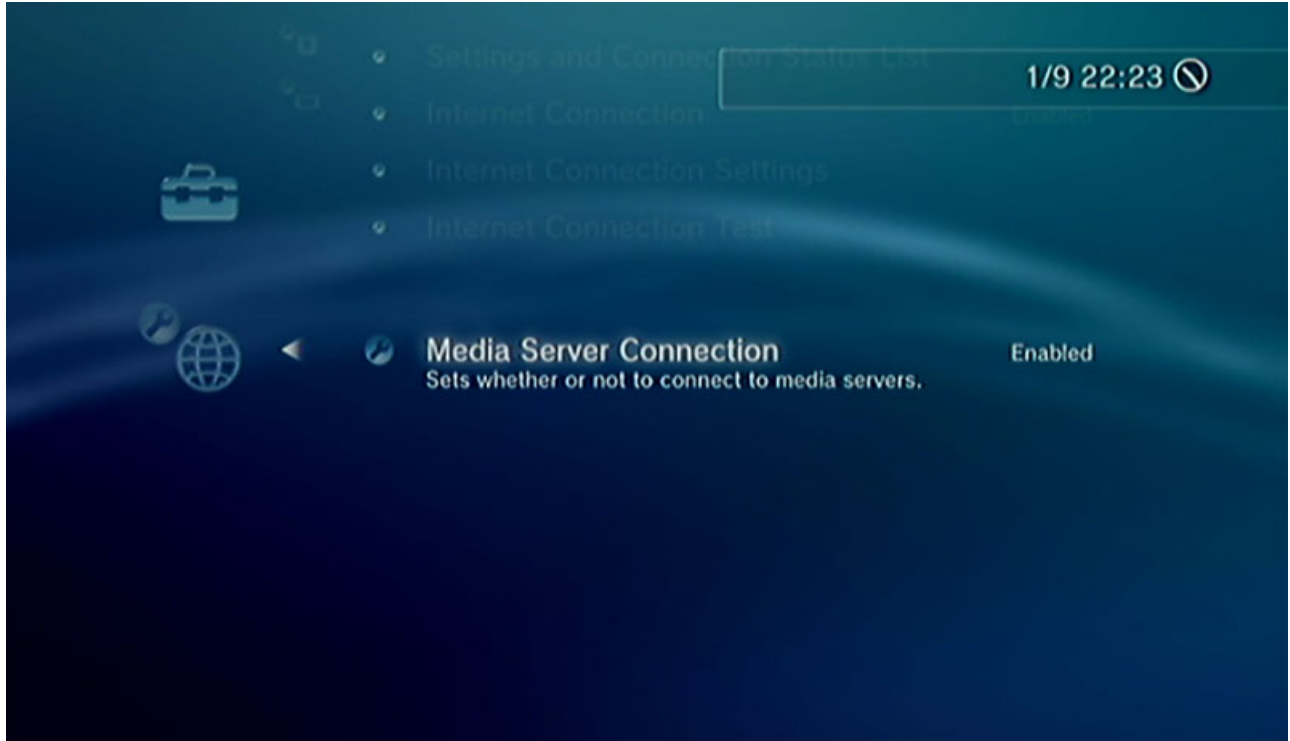 Settings and Connection Status List
1/9 22:23
Internet Connection Enabled
Internet Connection Settings
Internet Connection Test
Media Server Connection Enabled
Sets whether or not to connect to media servers.